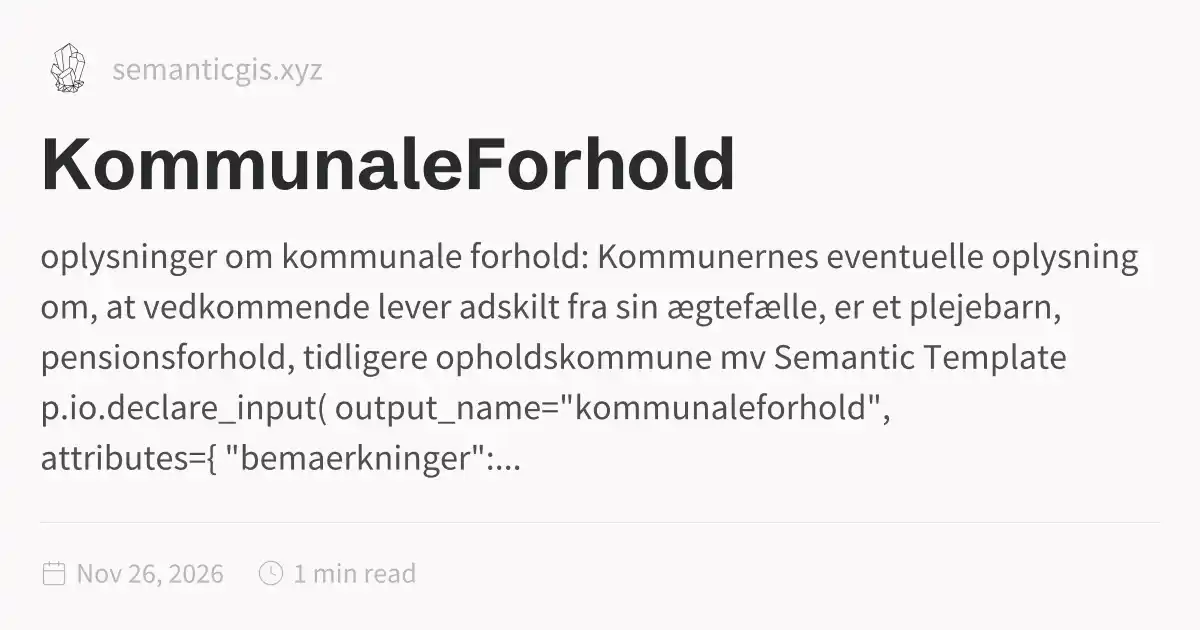 semanticgis.xyz
KommunaleForhold
oplysninger om kommunale forhold: Kommunernes eventuelle oplysning
om, at vedkommende lever adskilt fra sin ægtefælle, er et plejebarn,
pensionsforhold, tidligere opholdskommune mv Semantic Template
p.io.declare_input( output_name="kommunaleforhold",
attributes={ "bemaerkninger":...
Nov 26, 2026 1 min read